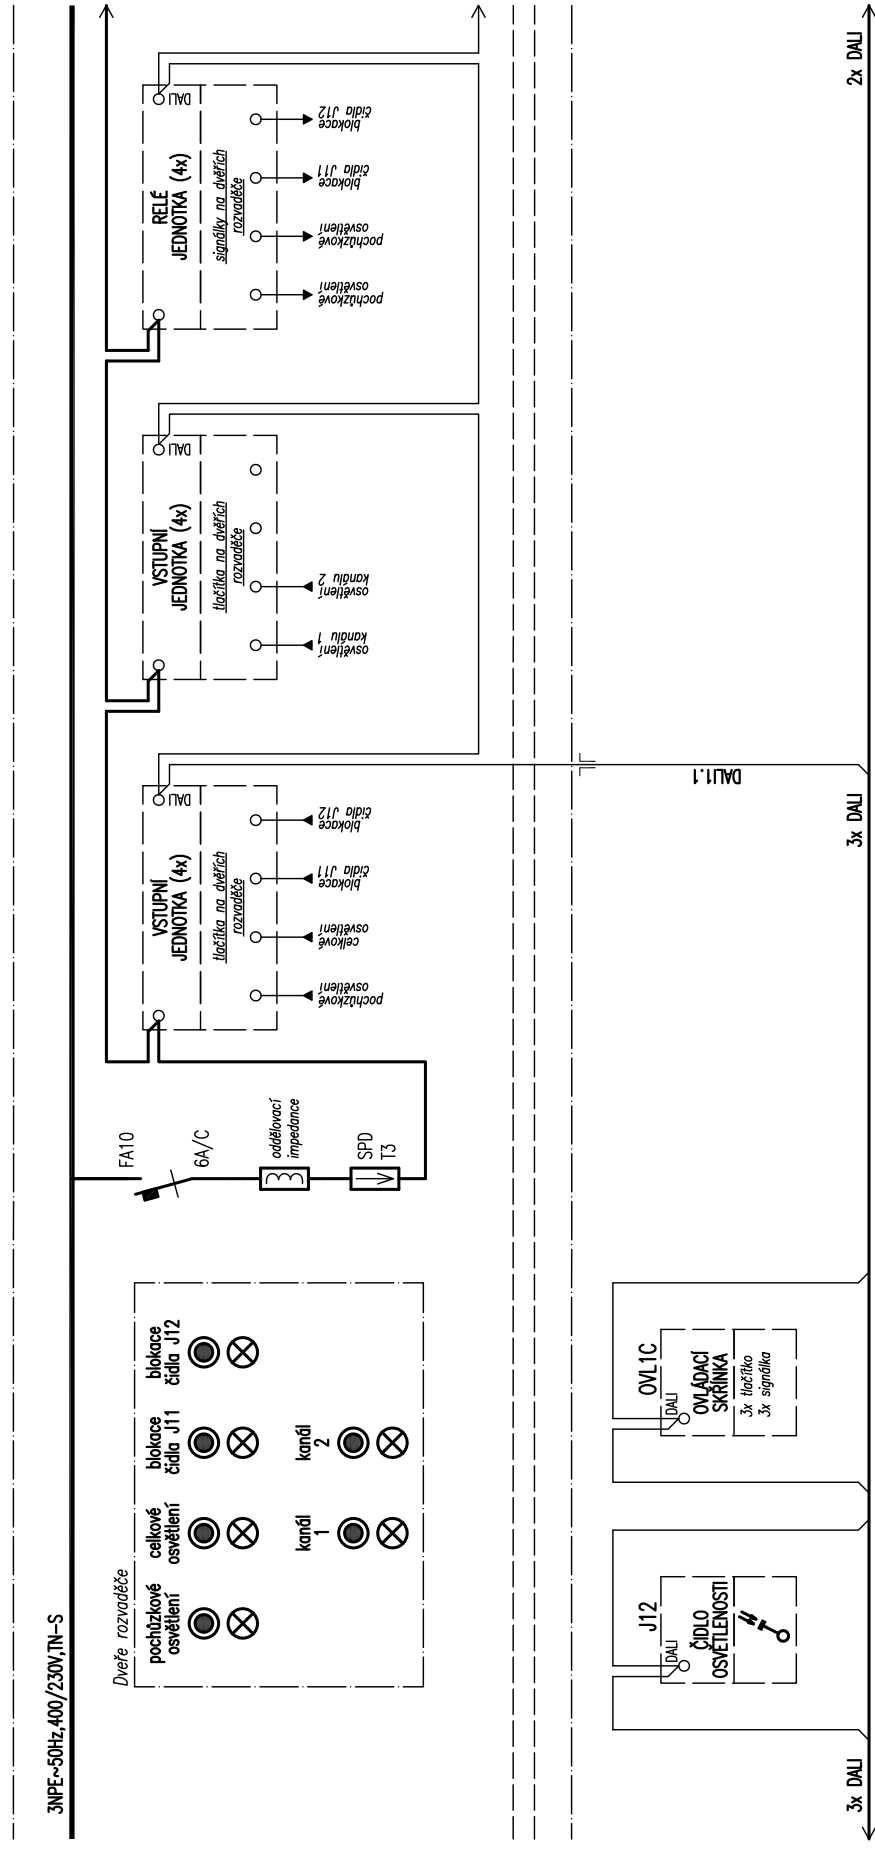 3NPE~50Hz,400/230V,TN-S
Dveře rozvaděče
pochůzkové
osvětlení
celkové
osvětlení
blokace
čidla J11
blokace
čidla J12
kanál
1
kanál
2
FA10
6A/C
oddělovací
impedance
SPD
T3
VSTUPNÍ
JEDNOTKA (4x)
DALI
tlačítka na dvěřích
rozvaděče
pochůzkové
osvětlení
celkové
osvětlení
blokace
čidla J11
blokace
čidla J12
VSTUPNÍ
JEDNOTKA (4x)
DALI
tlačítka na dvěřích
rozvaděče
osvětlení
kanálu 1
osvětlení
kanálu 2
RELÉ
JEDNOTKA (4x)
DALI
signálky na dvěřích
rozvaděče
pochůzkové
osvětlení
pochůzkové
osvětlení
blokace
čidla J11
blokace
čidla J12
J12
DALI
ČIDLO
OSVĚTLENOSTI
OVL1C
DALI
OVLÁDACÍ
SKŘÍNKA
3x tlačítko
3x signálka
DALI1.1
3x DALI
3x DALI
2x DALI